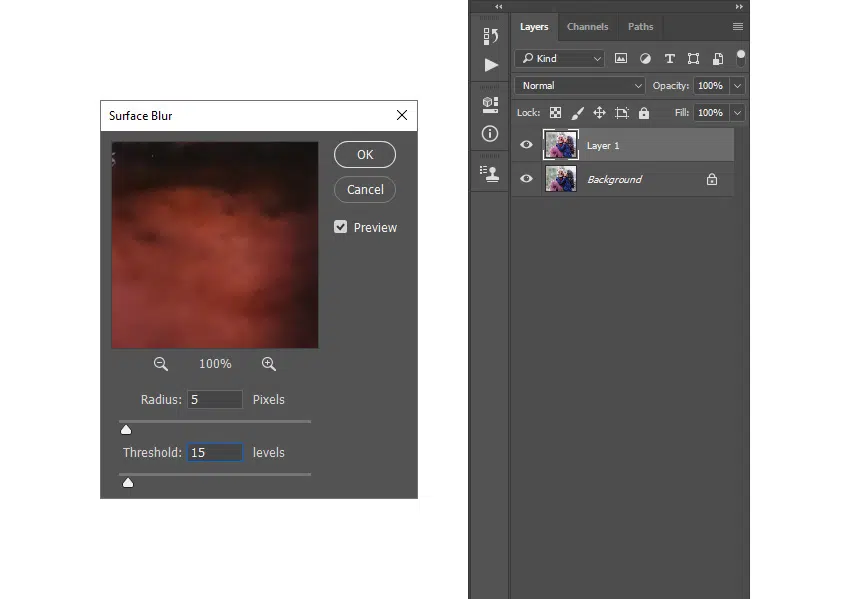 Surface Blur
OK
Cancel
Preview
100%
Radius: 5 Pixels
Threshold: 15 levels
Layers Channels Paths
Kind
Normal Opacity: 100%
Lock: Fill: 100%
Layer 1
Background